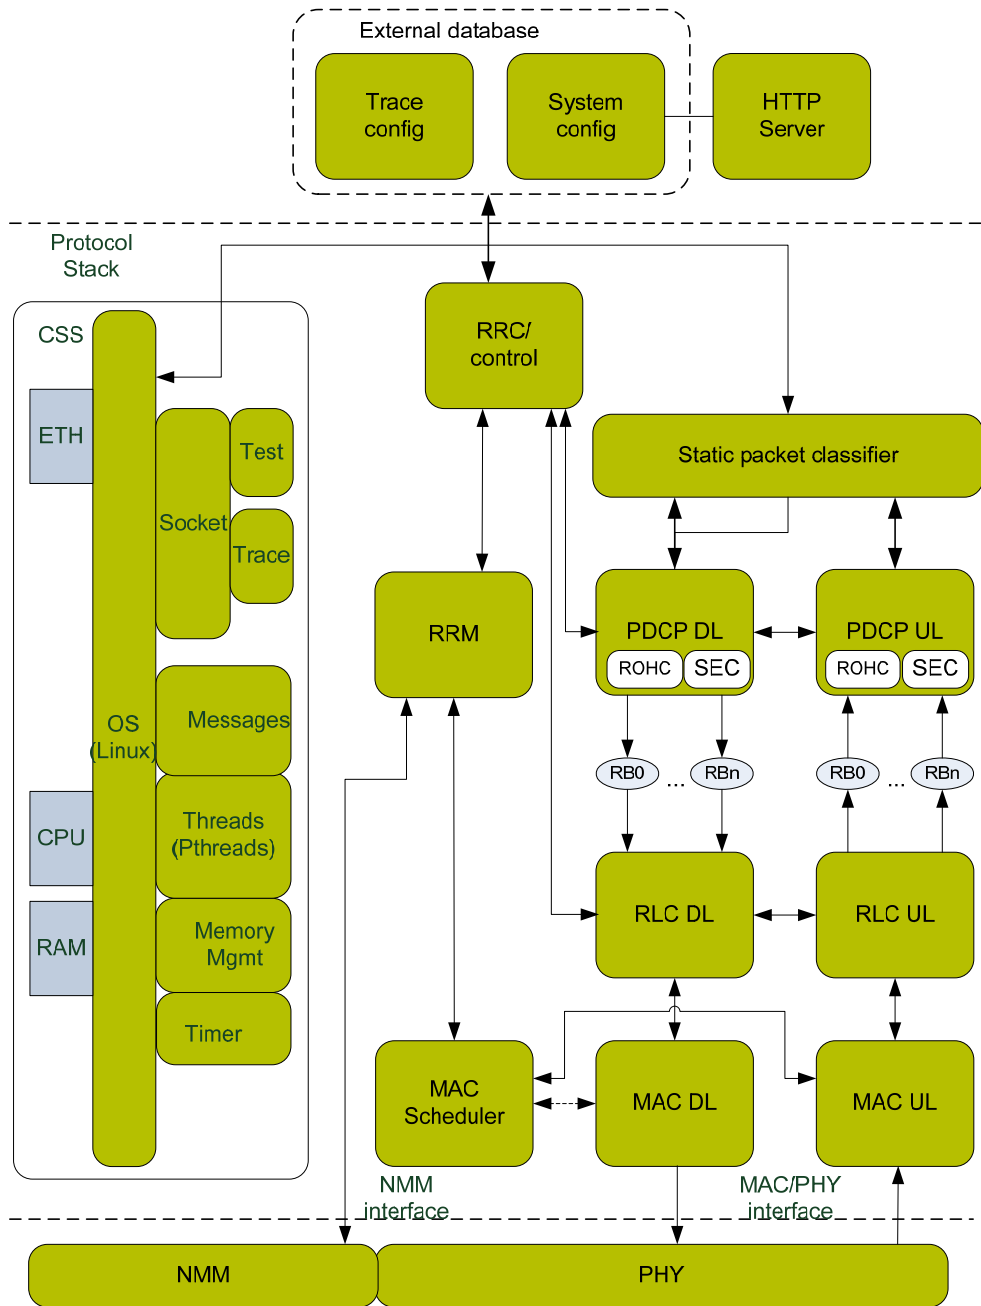 External database
Trace
config
System
config
HTTP
Server
Protocol
Stack
CSS
ETH
CPU
RAM
OS
(Linux)
Socket
Test
Trace
Messages
Threads
(Pthreads)
Memory
Mgmt
Timer
RRC/
control
Static packet classifier
RRM
PDCP DL
ROHC
SEC
PDCP UL
ROHC
SEC
RB0
...
RBn
RB0
...
RBn
RLC DL
RLC UL
MAC
Scheduler
MAC DL
MAC UL
NMM
interface
MAC/PHY
interface
NMM
PHY